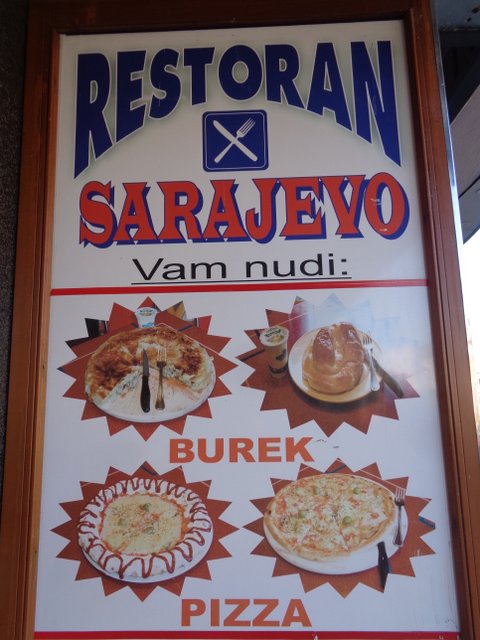 RESTORAN
SARAJEVO
Vam nudi:
BUREK
PIZZA